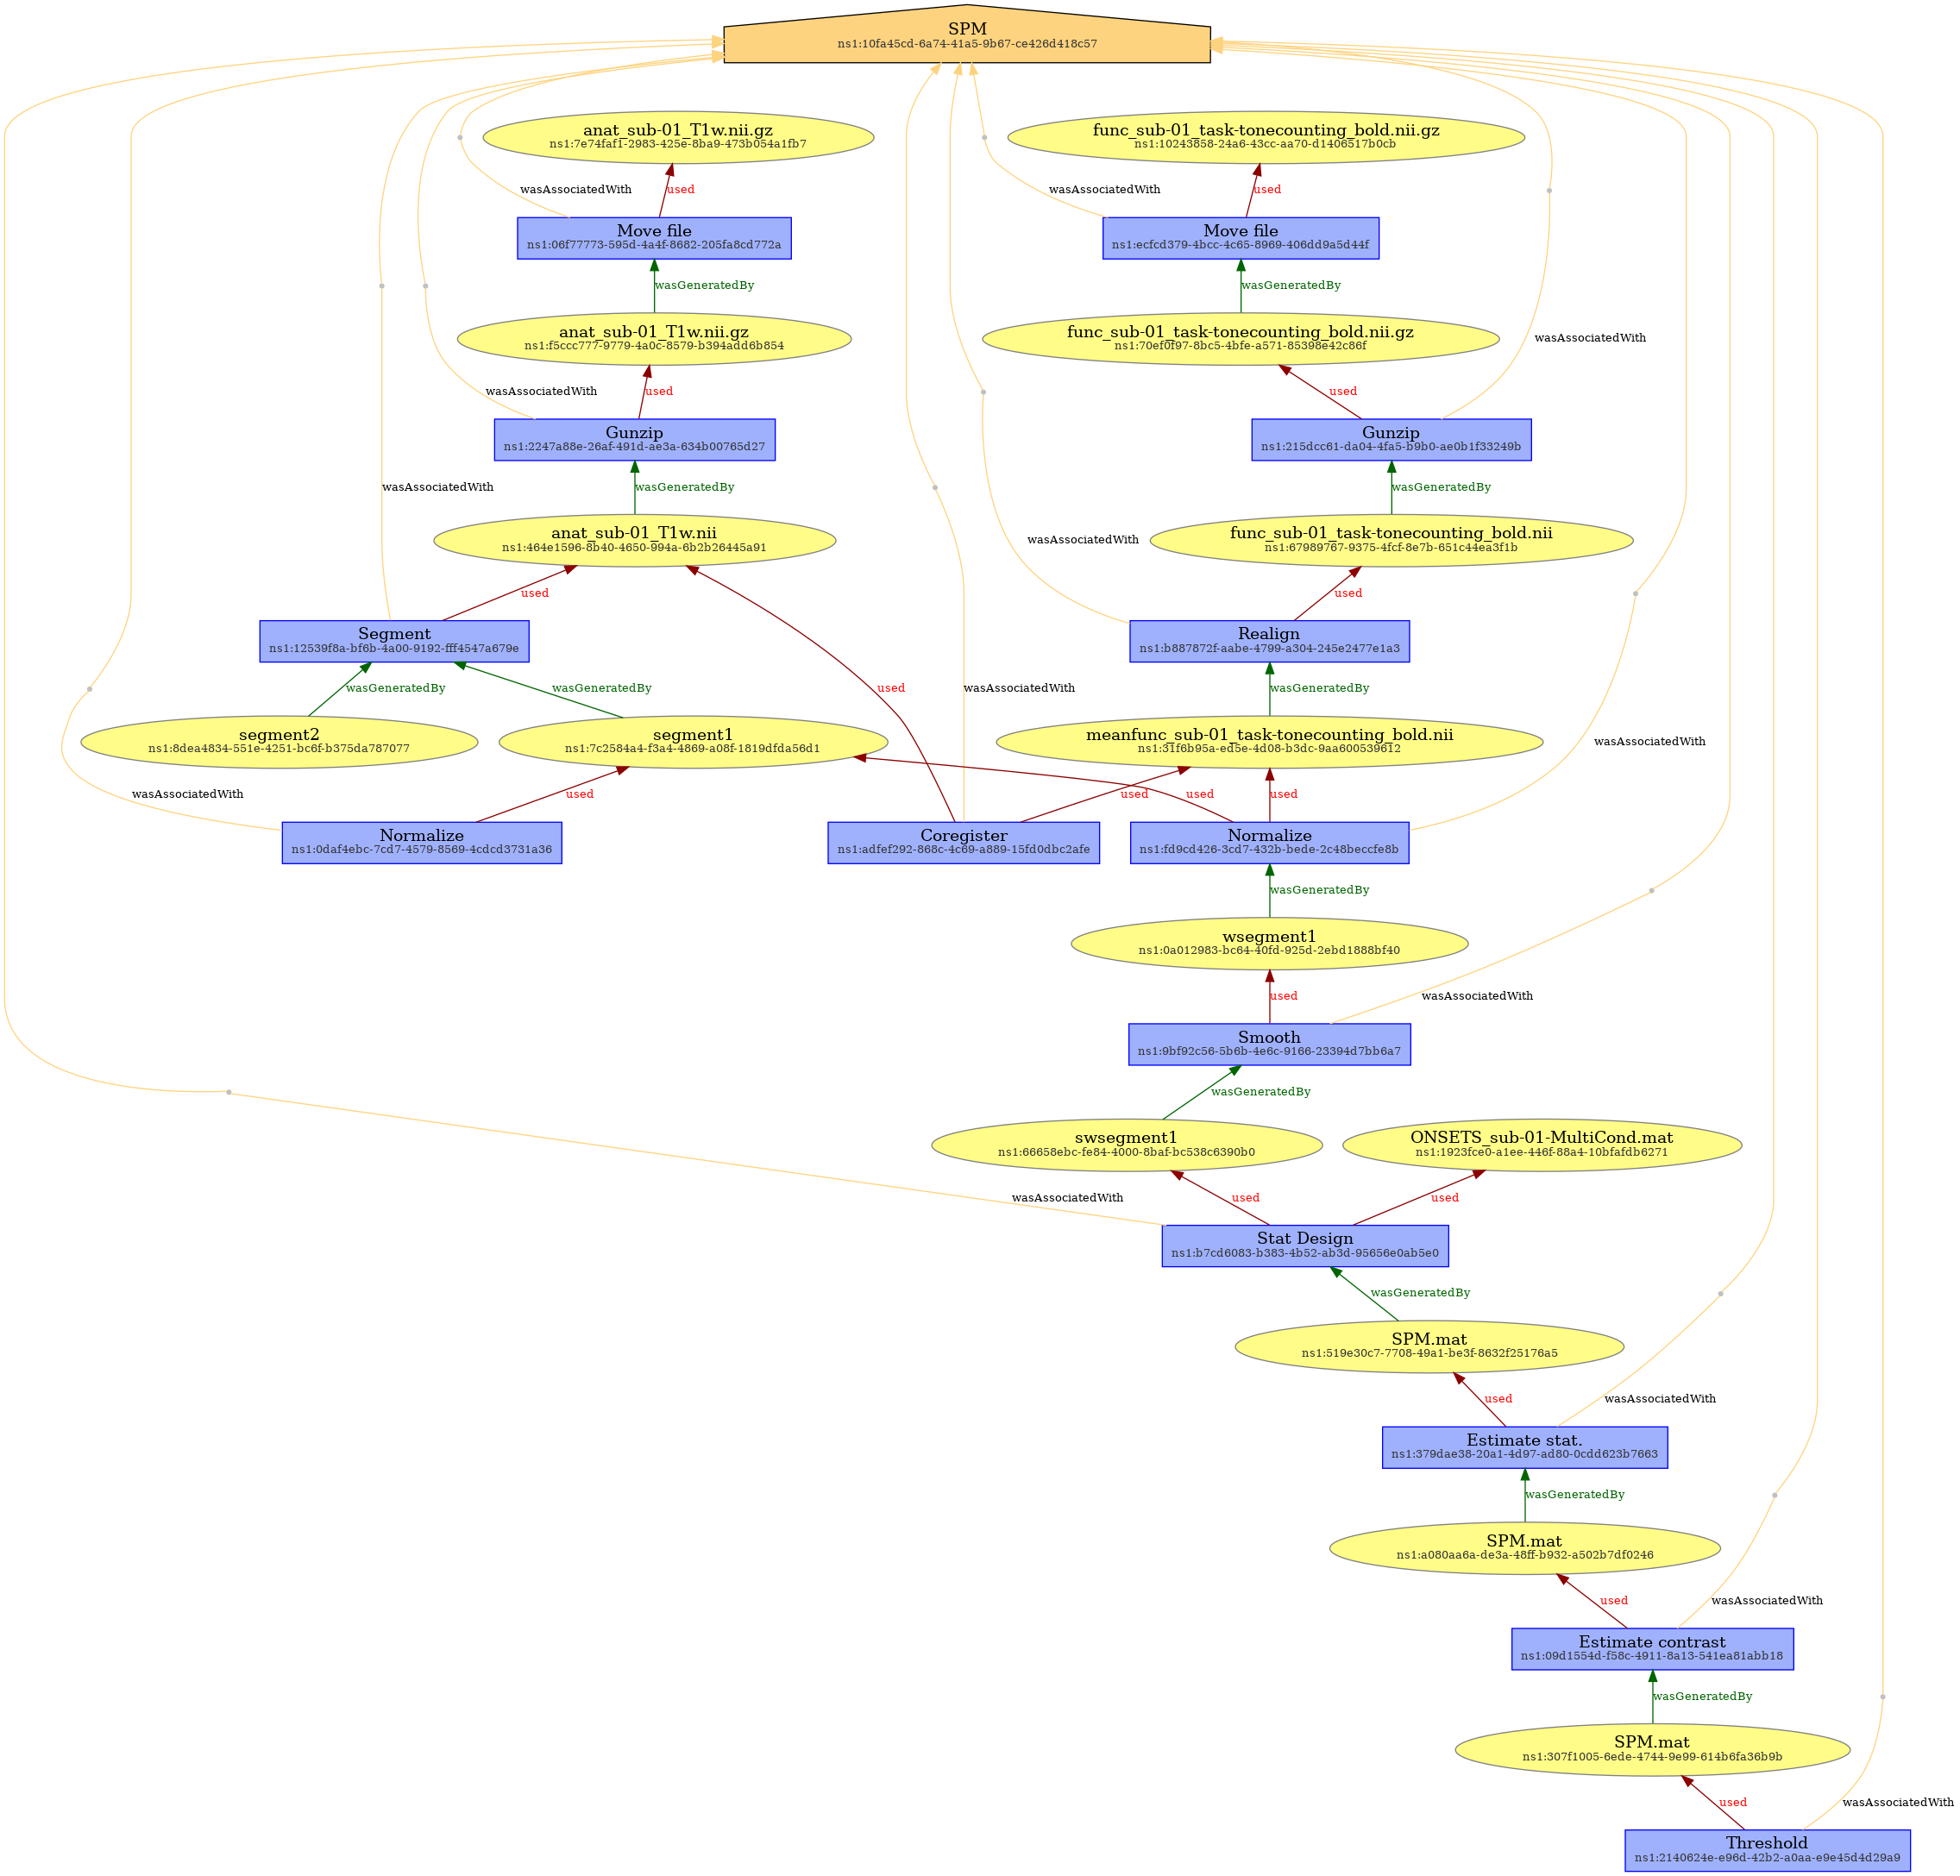 SPM
ns1:10fa45cd-6a74-41a5-9b67-ce426d418c57
anat_sub-01_T1w.nii.gz
ns1:7e74faf1-2983-425e-8ba9-473b054a1fb7
func_sub-01_task-tonecounting_bold.nii.gz
ns1:10243858-24a6-43cc-aa70-d1406517b0cb
wasAssociatedWith
used
wasAssociatedWith
used
Move file
ns1:06f77773-595d-4a4f-8682-205fa8cd772a
Move file
ns1:ecfcd379-4bcc-4c65-8969-406dd9a5d44f
wasGeneratedBy
wasGeneratedBy
anat_sub-01_T1w.nii.gz
ns1:f5ccc777-9779-4a0c-8579-b394add6b854
func_sub-01_task-tonecounting_bold.nii.gz
ns1:70ef0f97-8bc5-4bfe-a571-85398e42c86f
wasAssociatedWith
wasAssociatedWith
used
used
Gunzip
ns1:2247a88e-26af-491d-ae3a-634b00765d27
Gunzip
ns1:215dcc61-da04-4fa5-b9b0-ae0b1f33249b
wasAssociatedWith
wasGeneratedBy
wasGeneratedBy
anat_sub-01_T1w.nii
ns1:464e1596-8b40-4650-994a-6b2b26445a91
wasAssociatedWith
func_sub-01_task-tonecounting_bold.nii
ns1:67989767-9375-4fcf-8e7b-651c44ea3f1b
used
used
Segment
ns1:12539f8a-bf6b-4a00-9192-fff4547a679e
Realign
ns1:b887872f-aabe-4799-a304-245e2477e1a3
wasGeneratedBy
wasGeneratedBy
used
wasAssociatedWith
wasGeneratedBy
segment2
ns1:8dea4834-551e-4251-bc6f-b375da787077
segment1
ns1:7c2584a4-f3a4-4869-a08f-1819dfda56d1
meanfunc_sub-01_task-tonecounting_bold.nii
ns1:31f6b95a-ed5e-4d08-b3dc-9aa600539612
wasAssociatedWith
wasAssociatedWith
used
used
used
used
Normalize
ns1:0daf4ebc-7cd7-4579-8569-4cdcd3731a36
Coregister
ns1:adfef292-868c-4c69-a889-15fd0dbc2afe
Normalize
ns1:fd9cd426-3cd7-432b-bede-2c48beccfe8b
wasGeneratedBy
wsegment1
ns1:0a012983-bc64-40fd-925d-2ebd1888bf40
used
wasAssociatedWith
Smooth
ns1:9bf92c56-5b6b-4e6c-9166-23394d7bb6a7
wasGeneratedBy
swsegment1
ns1:66658ebc-fe84-4000-8baf-bc538c6390b0
ONSETS_sub-01-MultiCond.mat
ns1:1923fce0-a1ee-446f-88a4-10bfafdb6271
wasAssociatedWith
used
used
Stat Design
ns1:b7cd6083-b383-4b52-ab3d-95656e0ab5e0
wasGeneratedBy
SPM.mat
ns1:519e30c7-7708-49a1-be3f-8632f25176a5
used
wasAssociatedWith
Estimate stat.
ns1:379dae38-20a1-4d97-ad80-0cdd623b7663
wasGeneratedBy
SPM.mat
ns1:a080aa6a-de3a-48ff-b932-a502b7df0246
used
wasAssociatedWith
Estimate contrast
ns1:09d1554d-f58c-4911-8a13-541ea81abb18
wasGeneratedBy
SPM.mat
ns1:307f1005-6ede-4744-9e99-614b6fa36b9b
used
wasAssociatedWith
Threshold
ns1:2140624e-e96d-42b2-a0aa-e9e45d4d29a9